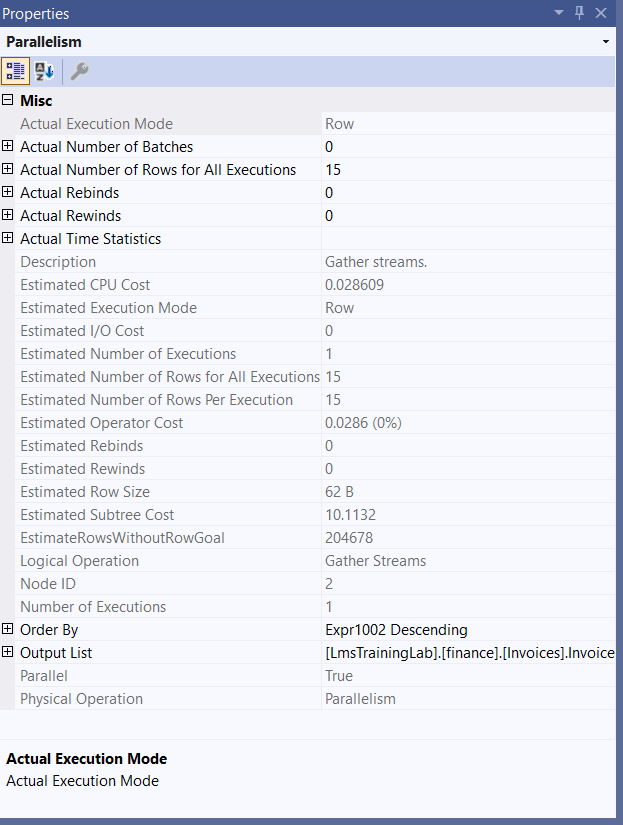 Properties
Parallelism
Misc
Actual Execution Mode Row
Actual Number of Batches 0
Actual Number of Rows for All Executions 15
Actual Rebinds 0
Actual Rewinds 0
Actual Time Statistics
Description Gather streams.
Estimated CPU Cost 0.028609
Estimated Execution Mode Row
Estimated I/O Cost 0
Estimated Number of Executions 1
Estimated Number of Rows for All Executions 15
Estimated Number of Rows Per Execution 15
Estimated Operator Cost 0.0286 (0%)
Estimated Rebinds 0
Estimated Rewinds 0
Estimated Row Size 62 B
Estimated Subtree Cost 10.1132
EstimateRowsWithoutRowGoal 204678
Logical Operation Gather Streams
Node ID 2
Number of Executions 1
Order By Expr1002 Descending
Output List [LmsTrainingLab].[finance].[Invoices].Invoice
Parallel True
Physical Operation Parallelism
Actual Execution Mode
Actual Execution Mode